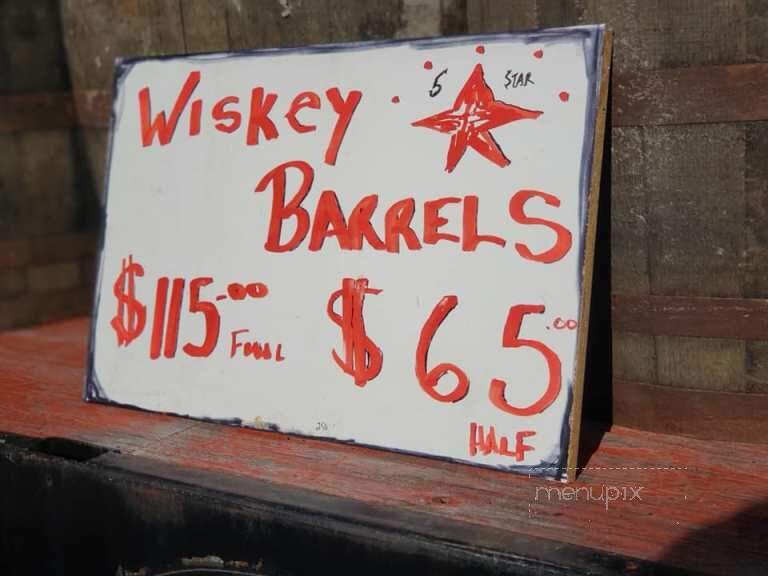 Wiskey
5 STAR
BARRELS
$115.00 FULL
$65.00
HALF
menupix